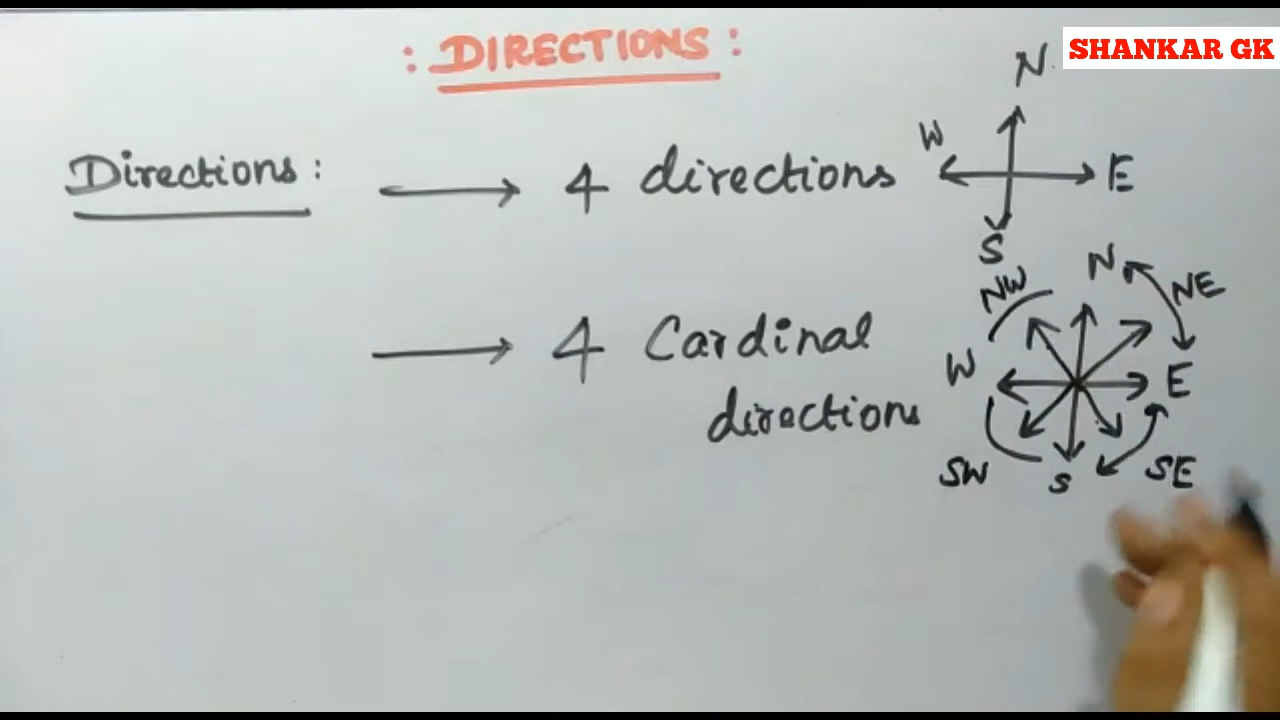 : DIRECTIONS :
SHANKAR GK
Directions : → 4 directions
N
W E
S
→ 4 Cardinal
directions
N
NW NE
W E
SW S SE